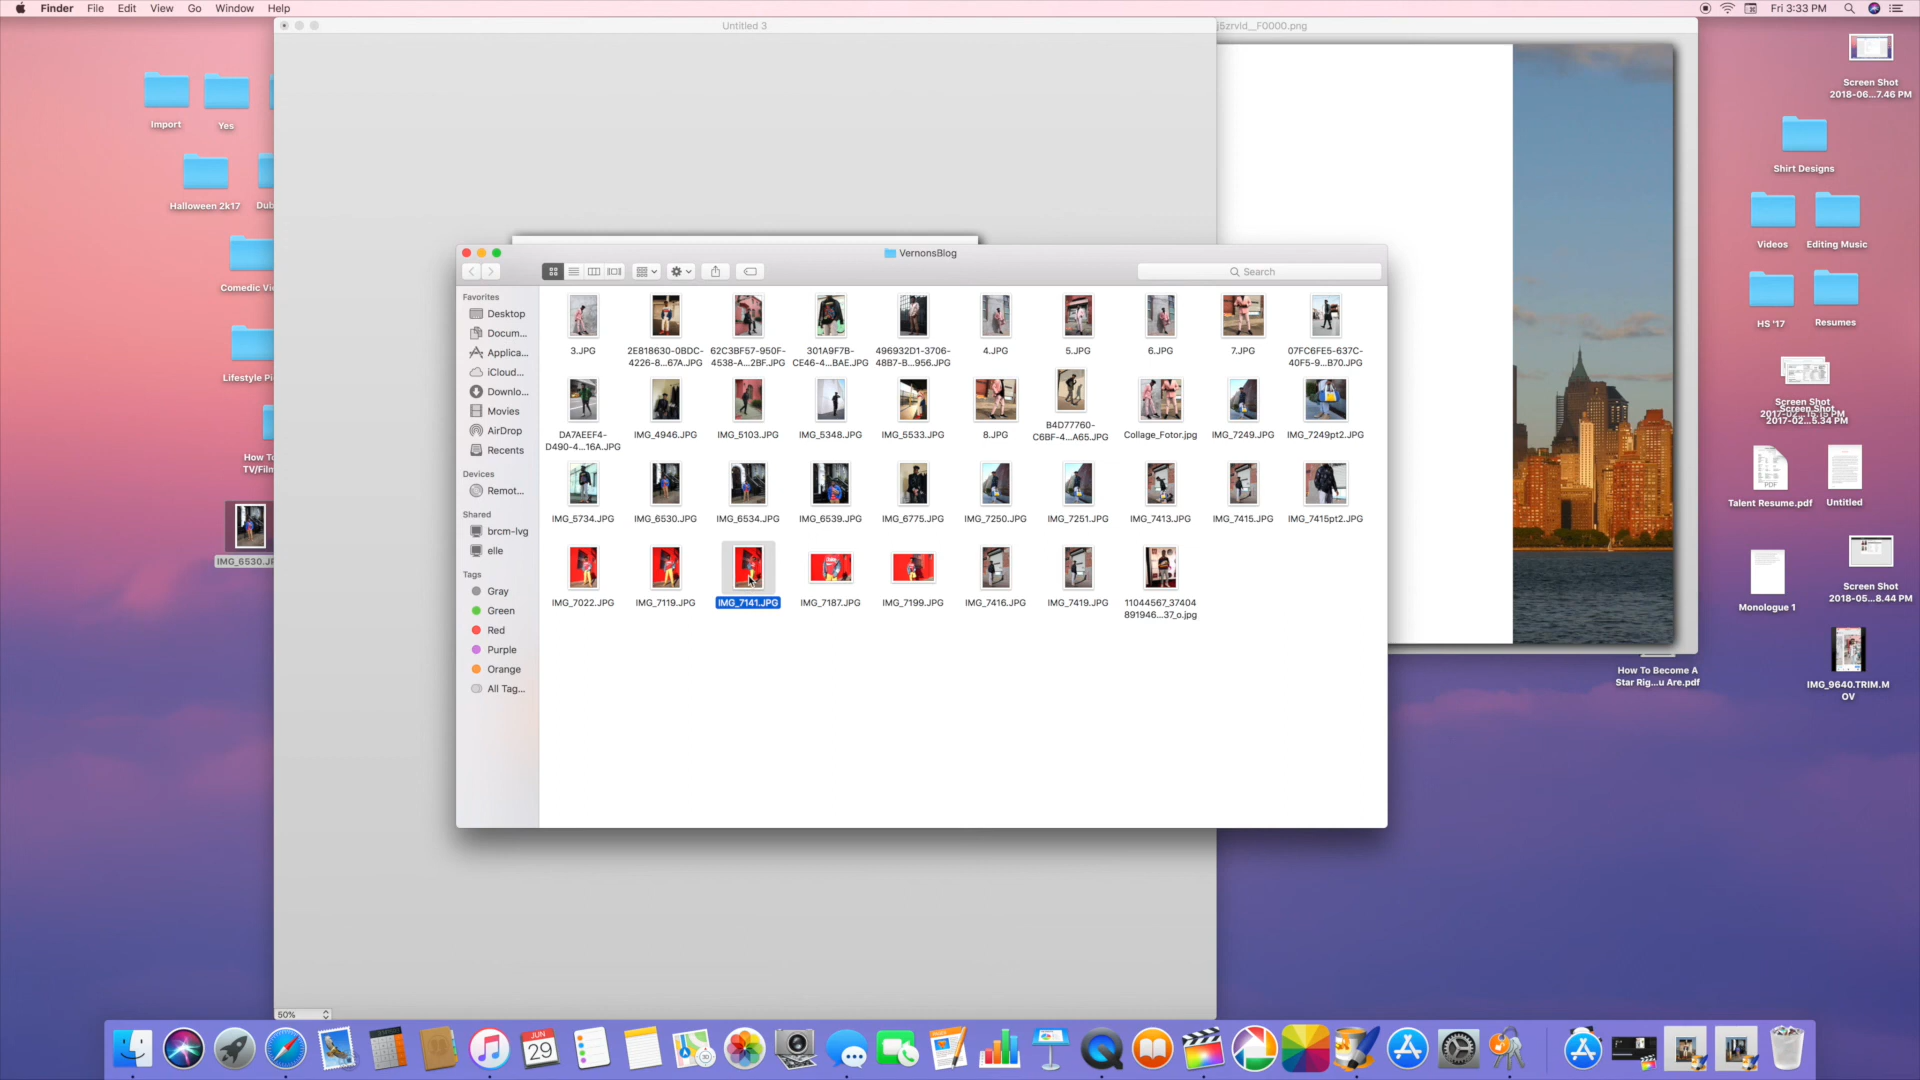 Finder File Edit View Go Window Help
Fri 3:33 PM
Untitled 3
j5zrvld__F0000.png
Import
Yes
Halloween 2k17
Dub
Comedic Vi
Lifestyle Pi
How T
TV/Film
IMG_6530.JP
VernonsBlog
Search
Favorites
Desktop
Docum...
Applica...
iCloud...
Downlo...
Movies
AirDrop
Recents
Devices
Remot...
Shared
brcm-lvg
elle
Tags
Gray
Green
Red
Purple
Orange
All Tag...
3.JPG
2E818630-0BDC-
4226-8...67A.JPG
62C3BF57-950F-
4538-A...2BF.JPG
301A9F7B-
CE46-4...BAE.JPG
496932D1-3706-
48B7-B...956.JPG
4.JPG
5.JPG
6.JPG
7.JPG
07FC6FE5-637C-
40F5-9...B70.JPG
DA7AEEF4-
D490-4...16A.JPG
IMG_4946.JPG
IMG_5103.JPG
IMG_5348.JPG
IMG_5533.JPG
8.JPG
B4D77760-
C6BF-4...A65.JPG
Collage_Fotor.jpg
IMG_7249.JPG
IMG_7249pt2.JPG
IMG_5734.JPG
IMG_6530.JPG
IMG_6534.JPG
IMG_6539.JPG
IMG_6775.JPG
IMG_7250.JPG
IMG_7251.JPG
IMG_7413.JPG
IMG_7415.JPG
IMG_7415pt2.JPG
IMG_7022.JPG
IMG_7119.JPG
IMG_7141.JPG
IMG_7187.JPG
IMG_7199.JPG
IMG_7416.JPG
IMG_7419.JPG
11044567_37404
891946...37_o.jpg
Screen Shot
2018-06...7.46 PM
Shirt Designs
Videos
Editing Music
HS '17
Resumes
Screen Shot
Screen Shot
2017-02...5.34 PM
PDF
Talent Resume.pdf
Untitled
Screen Shot
2018-05...8.44 PM
Monologue 1
How To Become A
Star Rig...u Are.pdf
IMG_9640.TRIM.M
OV
50%
JUN
29